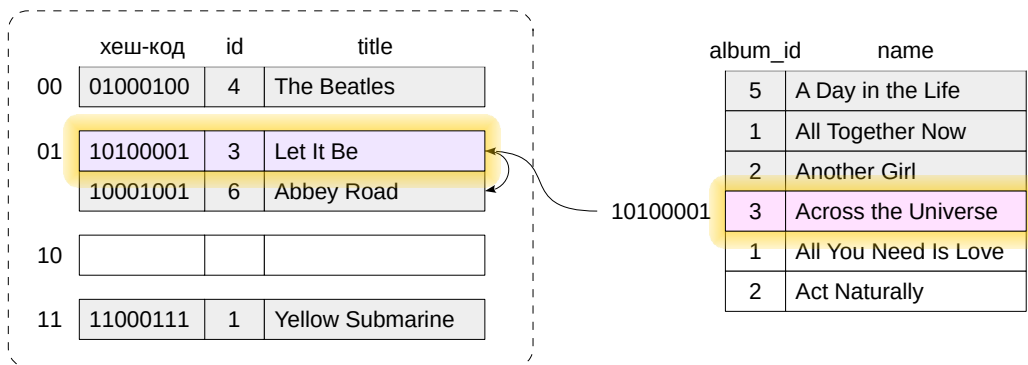 хеш-код id title
00 01000100 4 The Beatles
01 10100001 3 Let It Be
10001001 6 Abbey Road
10
11 11000111 1 Yellow Submarine
album_id name
5 A Day in the Life
1 All Together Now
2 Another Girl
10100001 3 Across the Universe
1 All You Need Is Love
2 Act Naturally